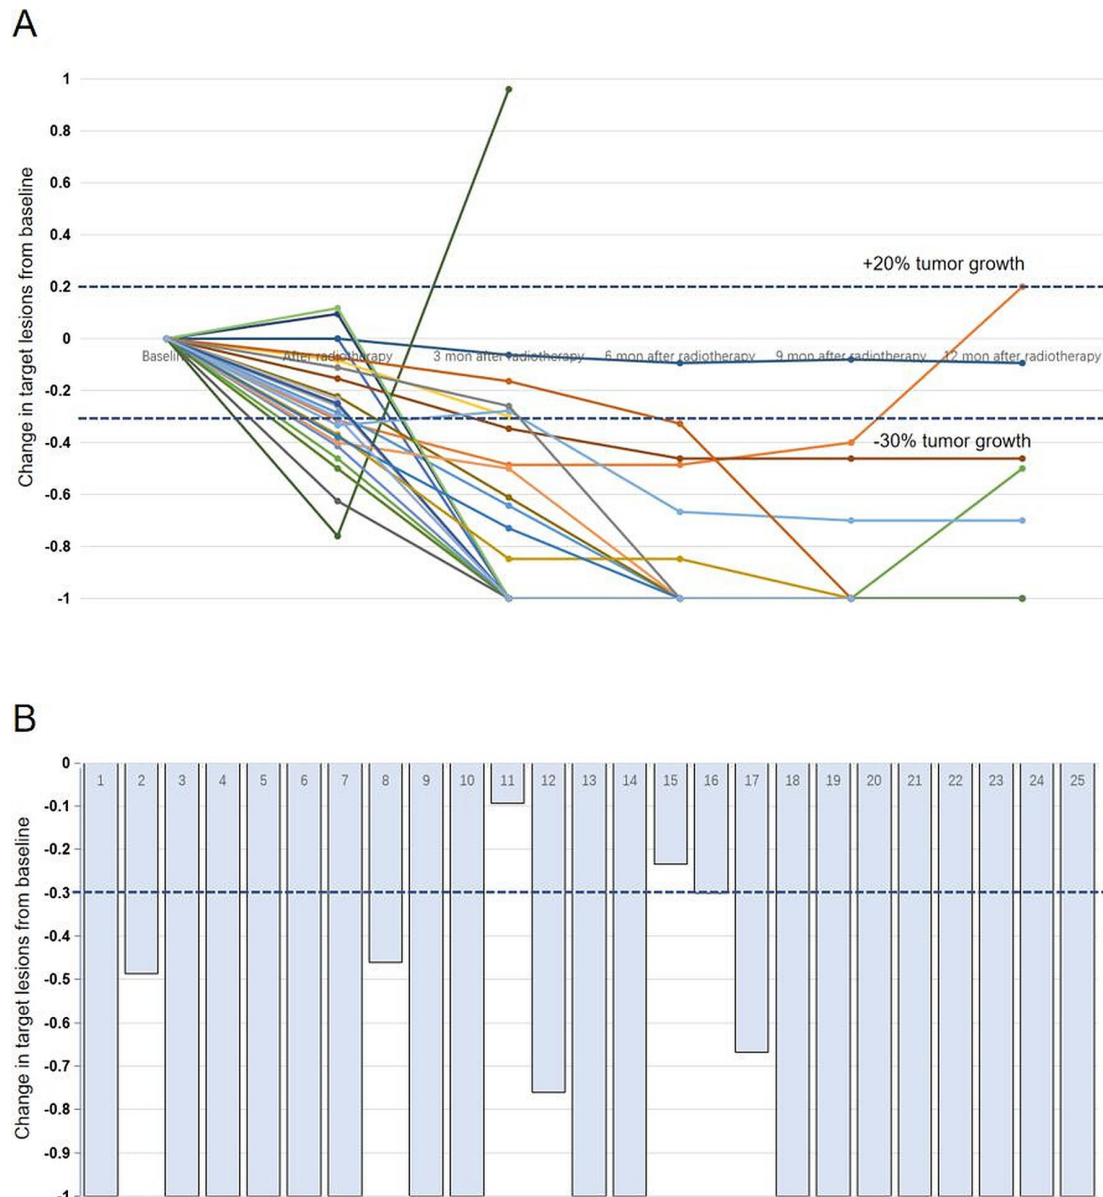 A
Change in target lesions from baseline
1
0.8
0.6
0.4
0.2
0
-0.2
-0.4
-0.6
-0.8
-1
+20% tumor growth
Baseline After radiotherapy 3 mon after radiotherapy 6 mon after radiotherapy 9 mon after radiotherapy 12 mon after radiotherapy
-30% tumor growth
B
Change in target lesions from baseline
0
-0.1
-0.2
-0.3
-0.4
-0.5
-0.6
-0.7
-0.8
-0.9
-1
1 2 3 4 5 6 7 8 9 10 11 12 13 14 15 16 17 18 19 20 21 22 23 24 25